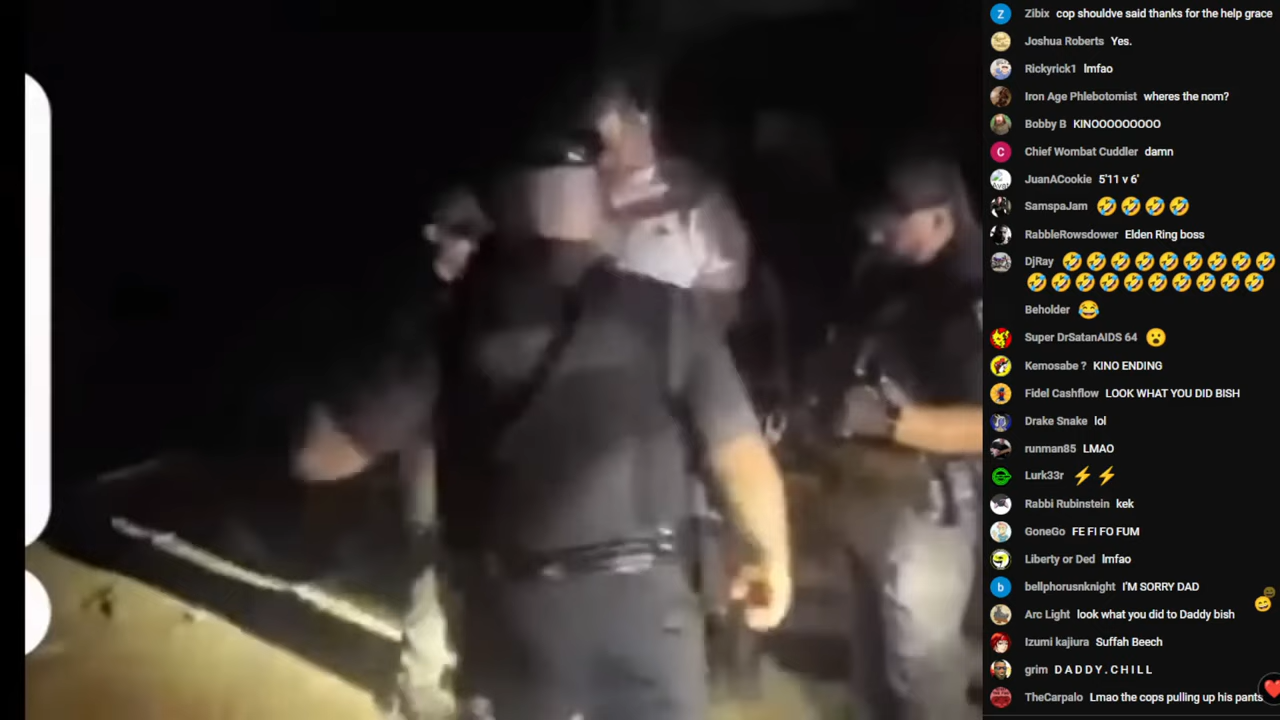 Z Zibix cop shouldve said thanks for the help grace
Joshua Roberts Yes.
Rickyrick1 lmfao
Iron Age Phlebotomist wheres the nom?
Bobby B KINOOOOOOOOO
C Chief Wombat Cuddler damn
JuanACookie 5'11 v 6'
SamspaJam 🤣🤣🤣🤣
RabbleRowsdower Elden Ring boss
DjRay 🤣🤣🤣🤣🤣🤣🤣🤣🤣
🤣🤣🤣🤣🤣🤣🤣🤣🤣🤣
Beholder 😂
Super DrSatanAIDS 64 😮
Kemosabe ? KINO ENDING
Fidel Cashflow LOOK WHAT YOU DID BISH
Drake Snake lol
runman85 LMAO
Lurk33r ⚡⚡
Rabbi Rubinstein kek
GoneGo FE FI FO FUM
Liberty or Ded lmfao
b bellphorusnknight I'M SORRY DAD
Arc Light look what you did to Daddy bish
Izumi kajiura Suffah Beech
grim D A D D Y . C H I L L
TheCarpalo Lmao the cops pulling up his pants